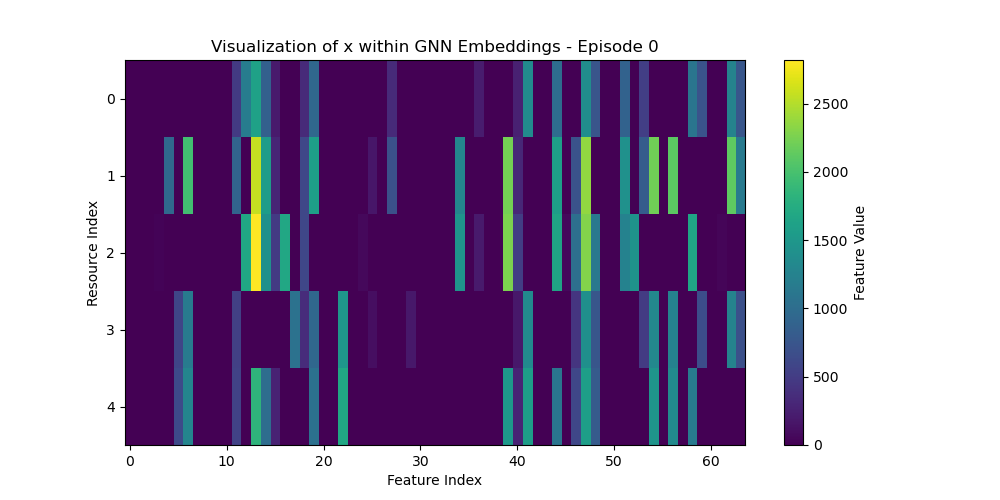 Visualization of x within GNN Embeddings - Episode 0
Resource Index
0
1
2
3
4
0 10 20 30 40 50 60
Feature Index
2500
2000
1500
1000
500
0
Feature Value